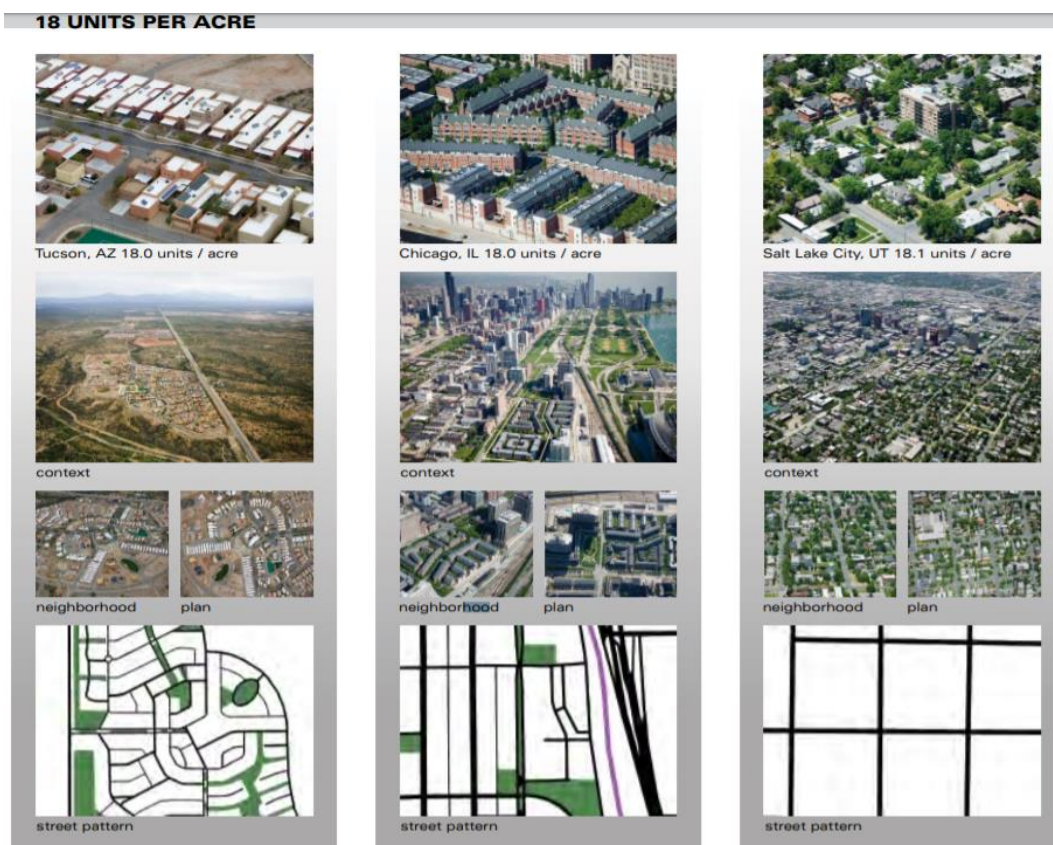 18 UNITS PER ACRE
Tucson, AZ 18.0 units / acre
Chicago, IL 18.0 units / acre
Salt Lake City, UT 18.1 units / acre
context
context
context
neighborhood
plan
neighborhood
plan
neighborhood
plan
street pattern
street pattern
street pattern